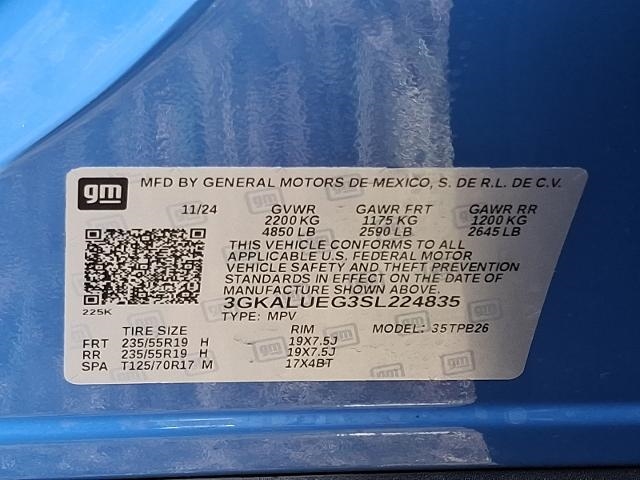 gm MFD BY GENERAL MOTORS DE MEXICO, S. DE R.L. DE C.V.
11/24 GVWR GAWR FRT GAWR RR
2200 KG 1175 KG 1200 KG
4850 LB 2590 LB 2645 LB
THIS VEHICLE CONFORMS TO ALL
APPLICABLE U.S. FEDERAL MOTOR
VEHICLE SAFETY AND THEFT PREVENTION
STANDARDS IN EFFECT ON THE DATE OF
MANUFACTURE SHOWN ABOVE.
3GKALUEG3SL224835
225K TYPE: MPV
TIRE SIZE RIM MODEL: 35TPB26
FRT 235/55R19 H 19X7.5J
RR 235/55R19 H 19X7.5J
SPA T125/70R17 M 17X4BT